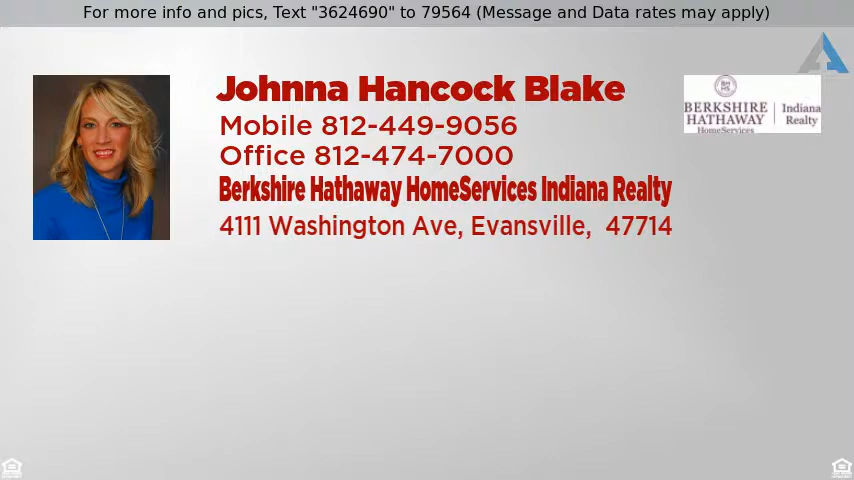 For more info and pics, Text "3624690" to 79564 (Message and Data rates may apply)
Johnna Hancock Blake
Mobile 812-449-9056
Office 812-474-7000
Berkshire Hathaway HomeServices Indiana Realty
4111 Washington Ave, Evansville, 47714
BERKSHIRE
HATHAWAY
HomeServices
Indiana
Realty